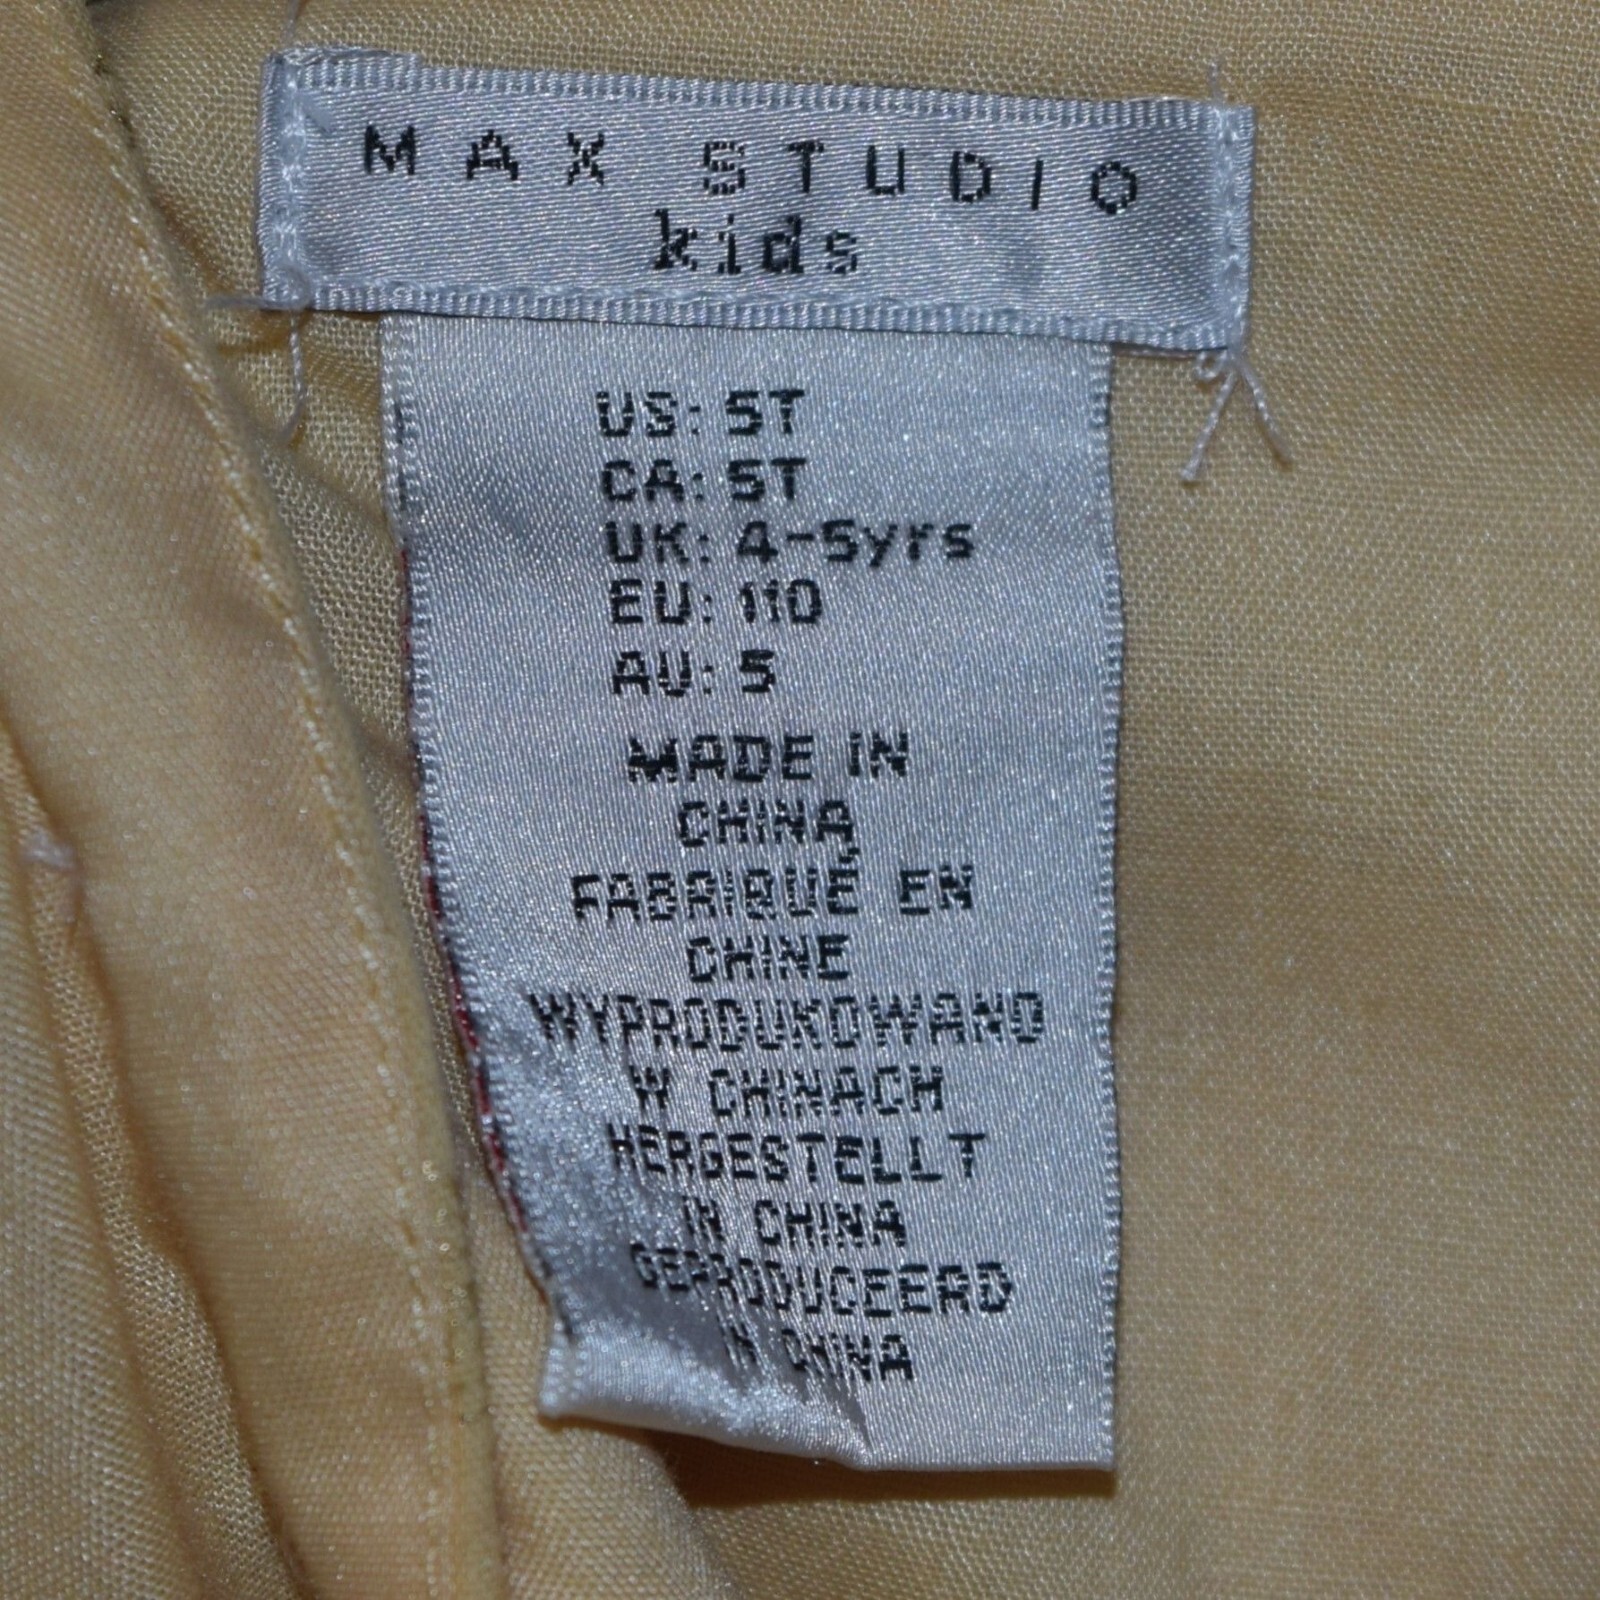 MAX STUDIO
kids
US: 5T
CA: 5T
UK: 4-5yrs
EU: 110
AU: 5
MADE IN
CHINA
FABRIQUÉ EN
CHINE
WYPRODUKOWANO
W CHINACH
HERGESTELLT
IN CHINA
GEPRODUCEERD
IN CHINA